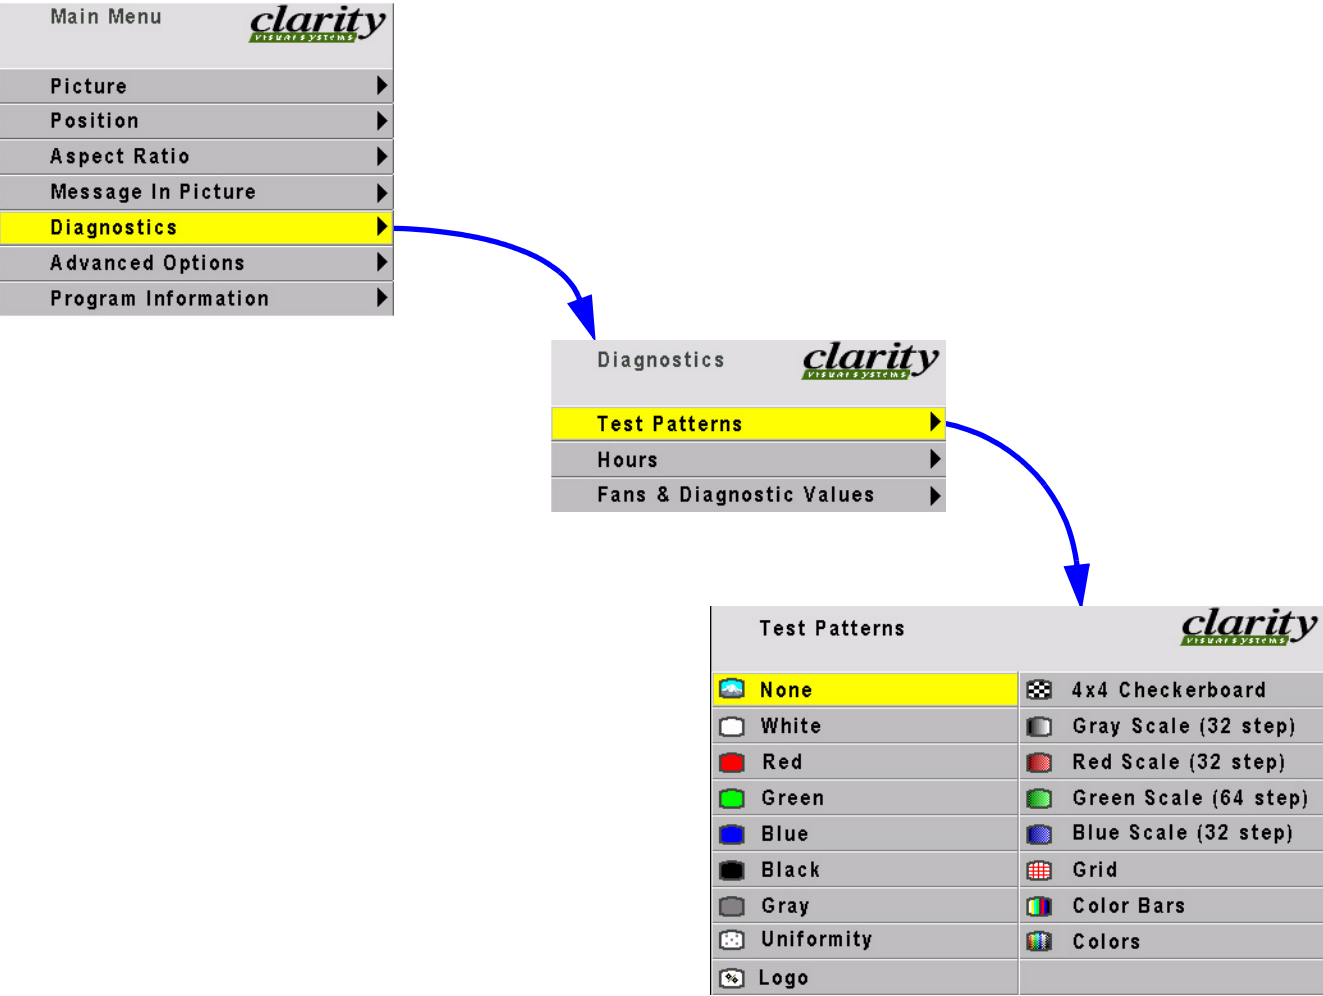 Main Menu
clarity
VISUAL SYSTEMS
Picture
Position
Aspect Ratio
Message In Picture
Diagnostics
Advanced Options
Program Information
Diagnostics
clarity
VISUAL SYSTEMS
Test Patterns
Hours
Fans & Diagnostic Values
Test Patterns
clarity
VISUAL SYSTEMS
None
White
Red
Green
Blue
Black
Gray
Uniformity
Logo
4x4 Checkerboard
Gray Scale (32 step)
Red Scale (32 step)
Green Scale (64 step)
Blue Scale (32 step)
Grid
Color Bars
Colors